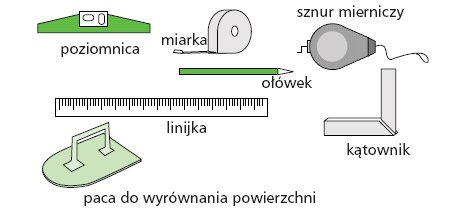 sznur mierniczy
miarka
poziomnica
ołówek
linijka
kątownik
paca do wyrównania powierzchni